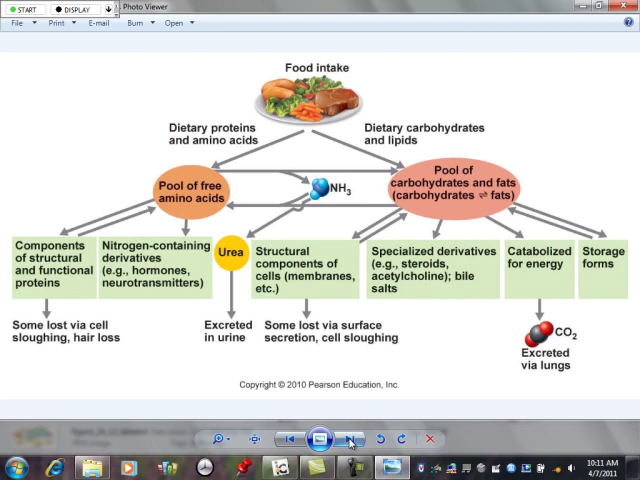 START
DISPLAY
Photo Viewer
File
Print
E-mail
Burn
Open
Food intake
Dietary proteins
and amino acids
Dietary carbohydrates
and lipids
Pool of free
amino acids
NH3
Pool of
carbohydrates and fats
(carbohydrates ⇌ fats)
Components
of structural
and functional
proteins
Nitrogen-containing
derivatives
(e.g., hormones,
neurotransmitters)
Urea
Structural
components of
cells (membranes,
etc.)
Specialized derivatives
(e.g., steroids,
acetylcholine); bile
salts
Catabolized
for energy
Storage
forms
Some lost via cell
sloughing, hair loss
Excreted
in urine
Some lost via surface
secretion, cell sloughing
CO2
Excreted
via lungs
Copyright © 2010 Pearson Education, Inc.
10:11 AM
4/7/2011